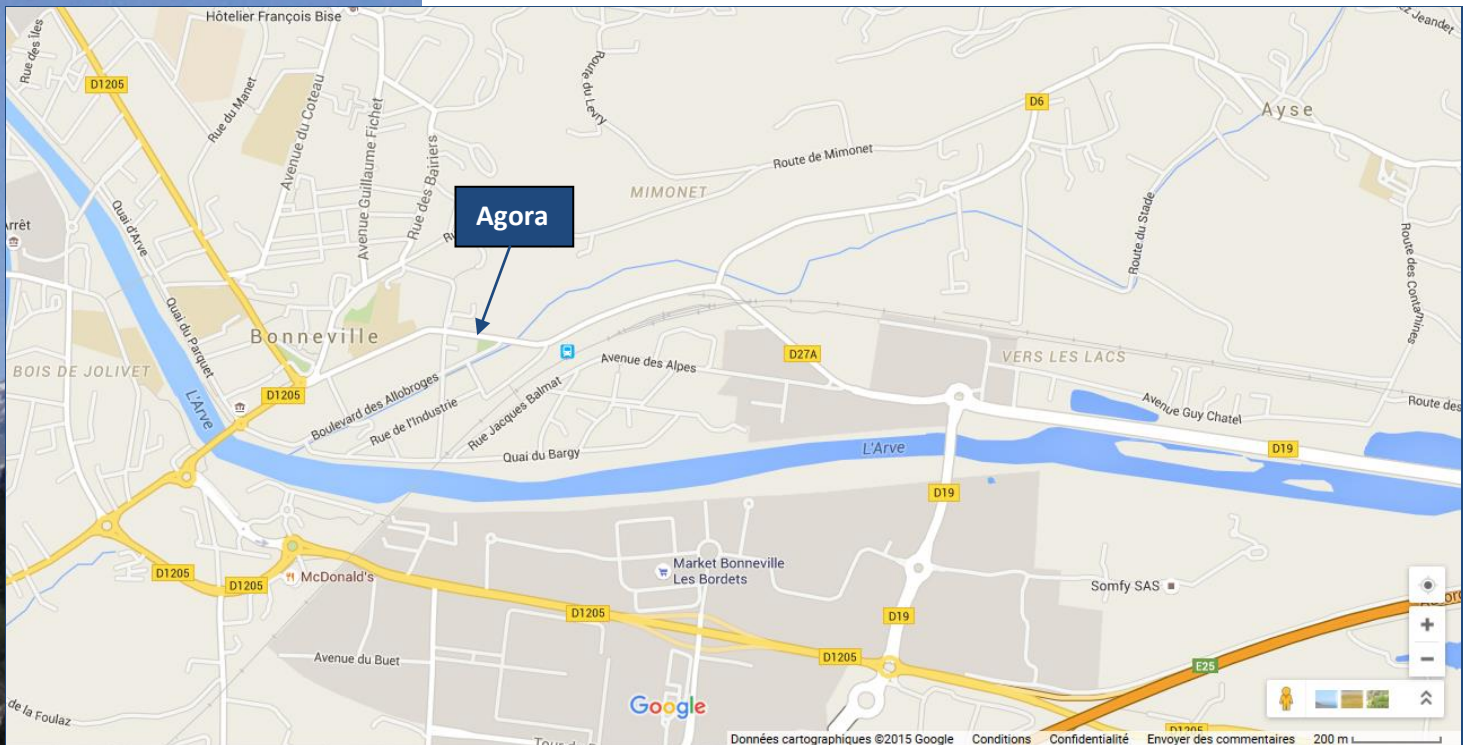 Hôtelier François Bise
Rue des Îles
D1205
Rue du Manet
Avenue du Coteau
Avenue Guillaume Fichet
Rue des Bairiers
Route du Levry
D6
Ayse
Route de Mimonet
MIMONET
Agora
Route du Stade
Route des Contamines
Quai d'Arve
Quai du Parquet
Bonneville
BOIS DE JOLIVET
L'Arve
D1205
Boulevard des Allobroges
Rue de l'Industrie
Rue Jacques Balmat
Avenue des Alpes
D27A
VERS LES LACS
Avenue Guy Chatel
Route des
Quai du Bargy
L'Arve
D19
D19
Market Bonneville
Les Bordets
Somfy SAS
McDonald's
D1205
D1205
D1205
D19
D1205
E25
Avenue du Buet
de la Foulaz
Google
D1205
Données cartographiques ©2015 Google Conditions Confidentialité Envoyer des commentaires 200 m